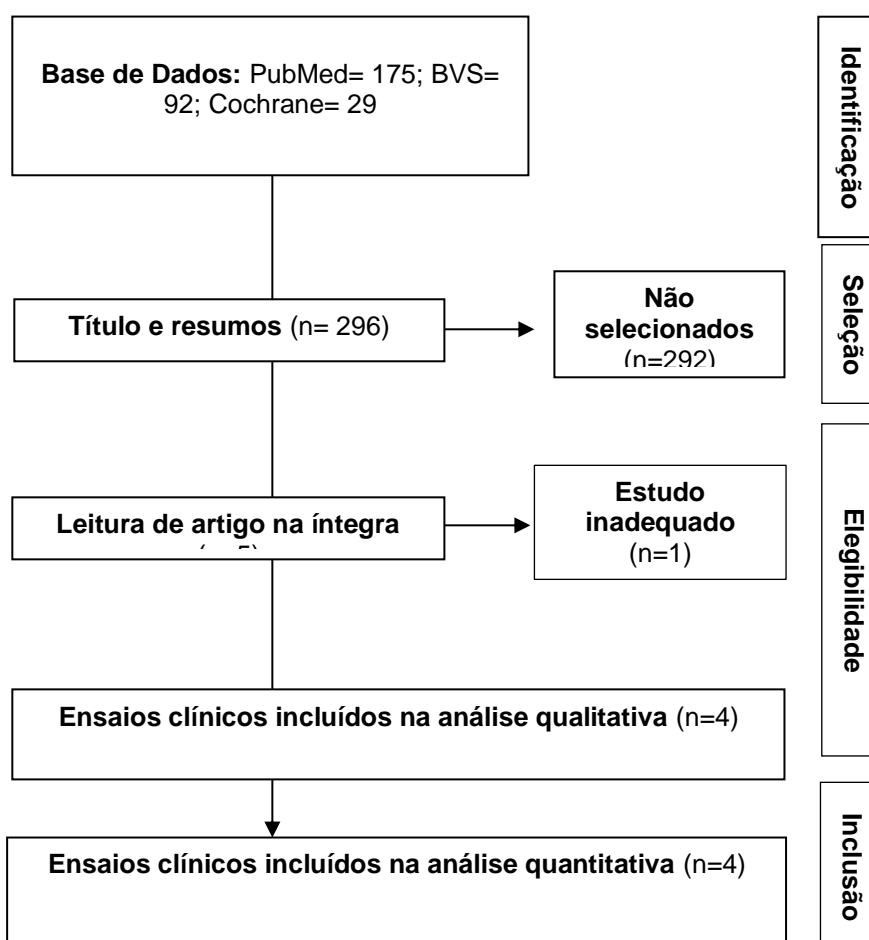 Base de Dados: PubMed= 175; BVS=
92; Cochrane= 29
Identificação
Título e resumos (n= 296)
Não
selecionados
(n=292)
Seleção
Leitura de artigo na íntegra
Estudo
inadequado
(n=1)
Elegibilidade
Ensaios clínicos incluídos na análise qualitativa (n=4)
Ensaios clínicos incluídos na análise quantitativa (n=4)
Inclusão